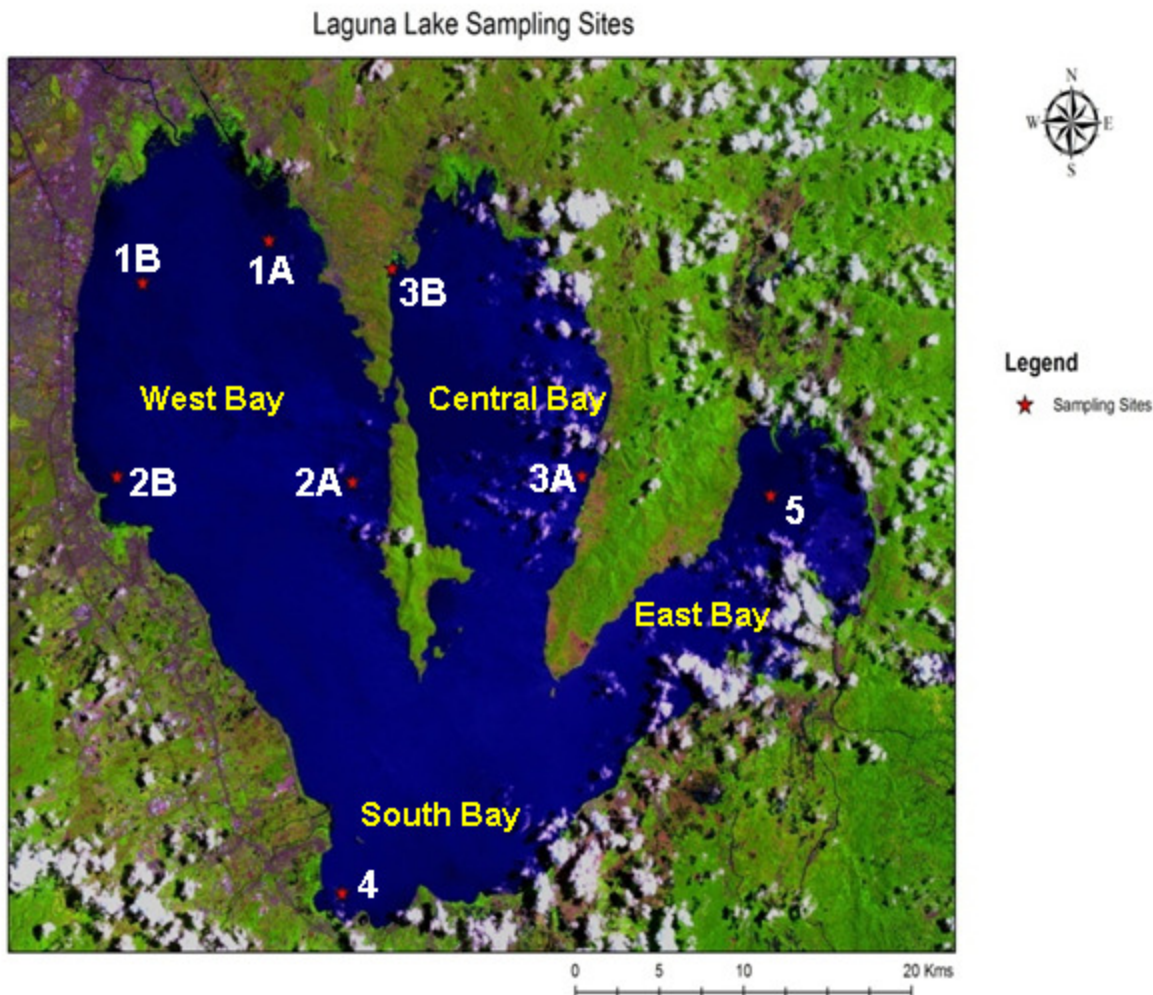 Laguna Lake Sampling Sites
N
W E
S
1B
1A
3B
West Bay
Central Bay
2B
2A
3A
5
East Bay
South Bay
4
Legend
Sampling Sites
0 5 10 20 Kms